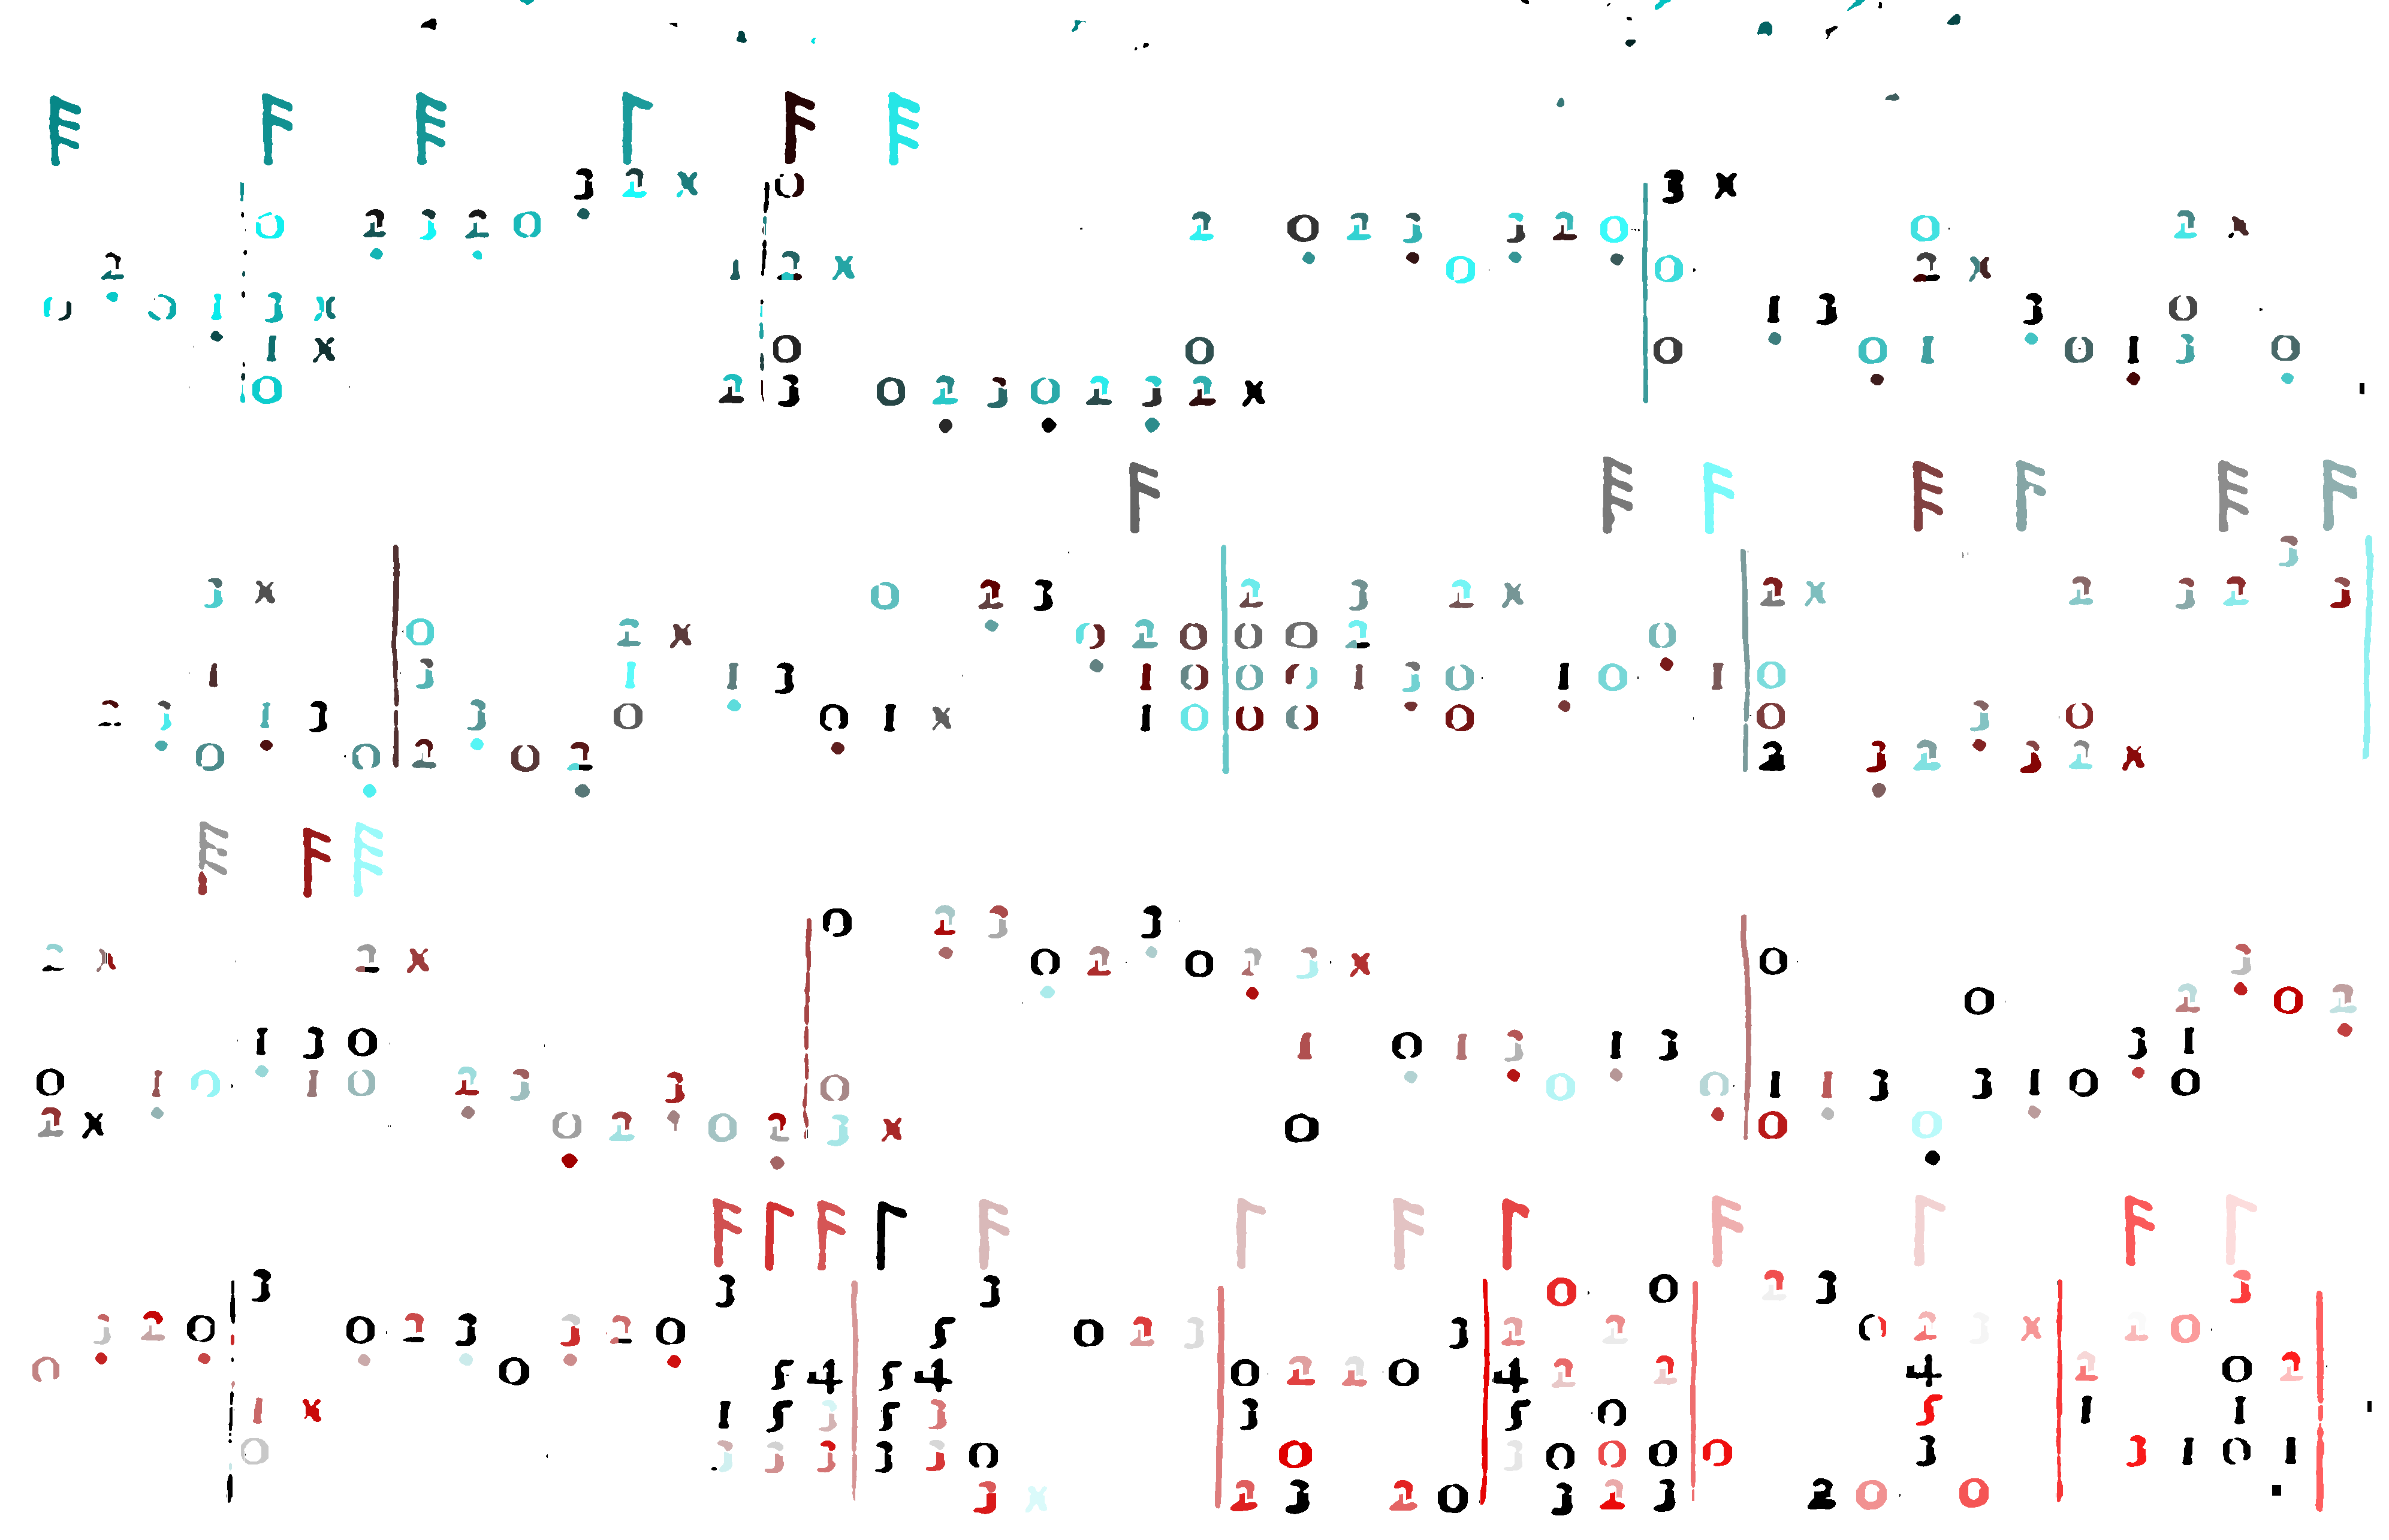 3 2 x 0 3 x
0 2 3 2 0 2 0 2 3 3 2 0 0 2 x
2 1 2 x 0 0 2 x
0 0 1 3 x 1 3 3 0
1 x 0 0 0 0 1 0 1 3 0
0 2 3 0 2 3 0 2 3 2 x
3
3 x 0 2 3 2 3 2 x 2 x 2 3 2 3
0 2 x 0 2 0 0 0 2 0
1 3 1 1 3 1 0 0 0 1 3 0 1 0 1 0
2 3 1 3 0 0 1 x 1 0 0 0 0 0 3 0
0 0 2 0 2 2 3 2 3 2 x
0 2 3 3
2 x 2 x 0 2 0 2 3 x 0 3
0 2 0 2
1 3 0 1 0 1 3 1 3 3 1
0 1 0 1 0 2 3 3 0 0 0 1 1 3 3 1 0 0
2 x 0 2 0 2 3 x 0 0 0
3 3 3 0 0 2 3 3
3 2 0 0 2 3 3 2 0 5 0 2 3 3 2 2 0 2 3 x 2 0
0 0 5 4 5 4 0 2 2 0 4 2 2 4 2 0 2
1 x 1 5 3 5 3 3 5 0 5 1 1
0 3 3 3 3 3 0 0 3 0 0 0 0 3 3 1 0 1
3 x 2 3 2 0 3 2 3 2 0 0